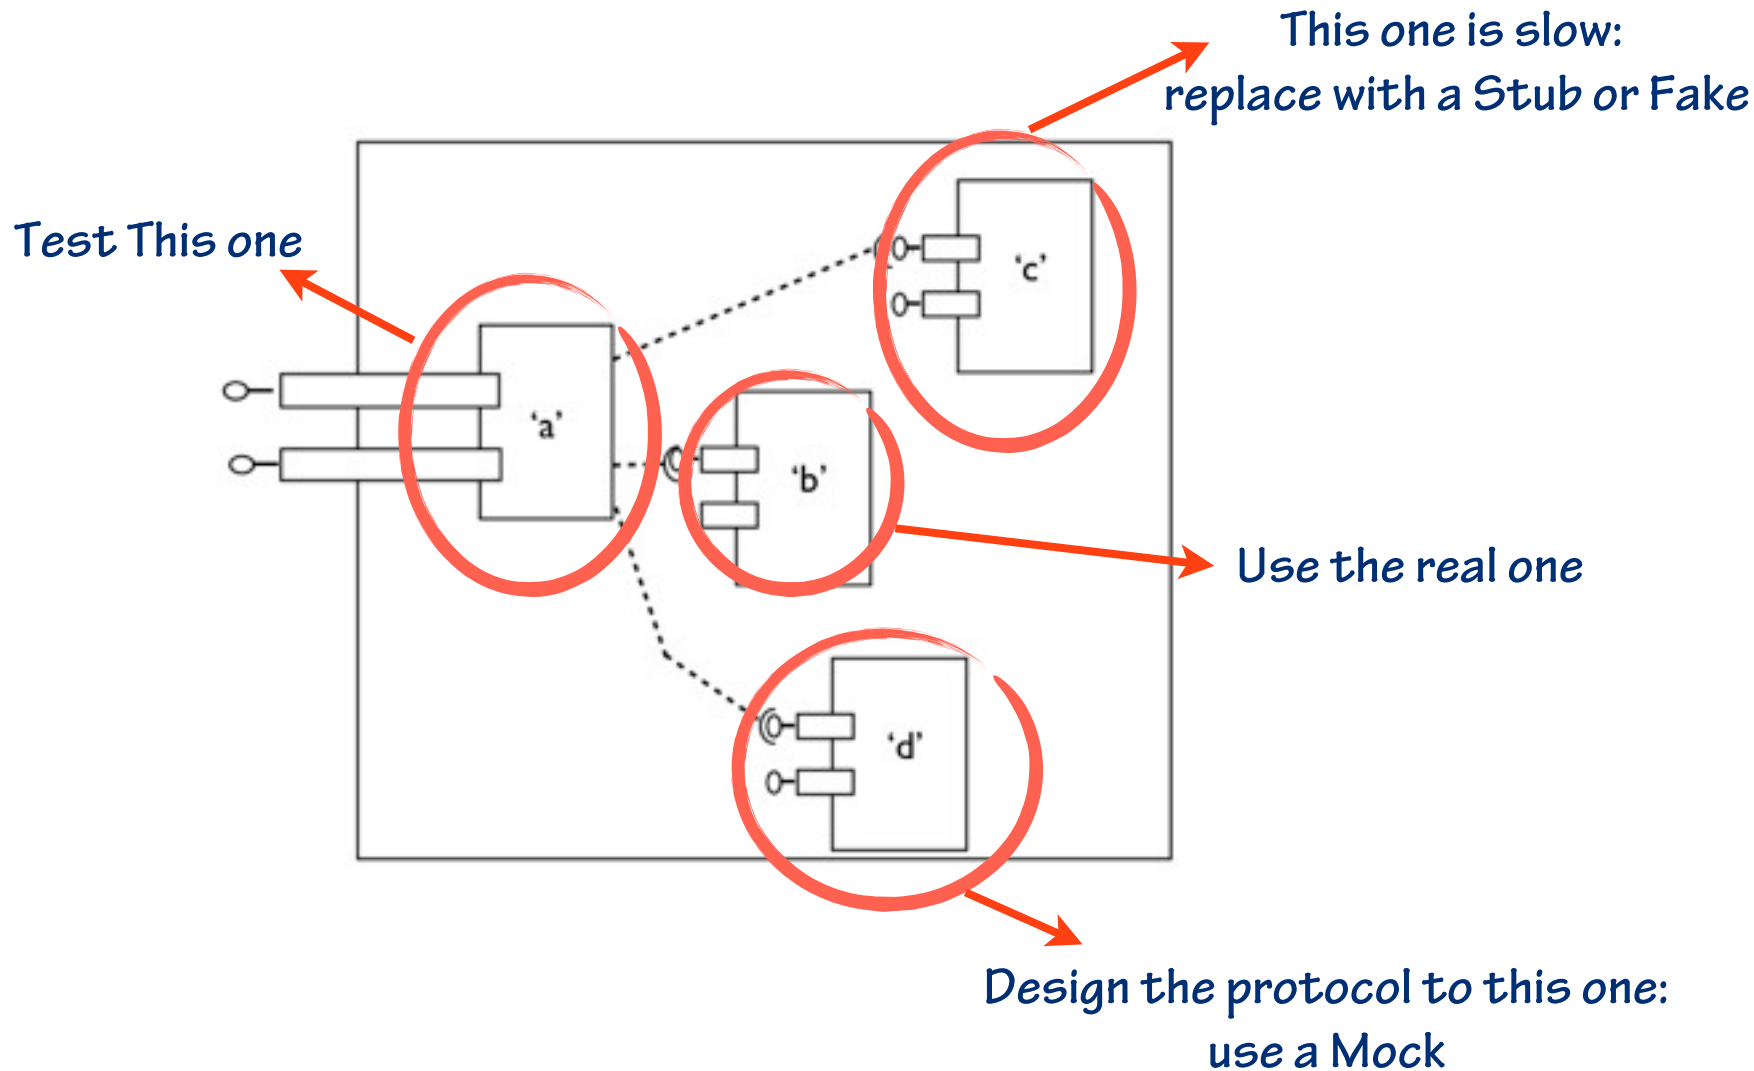 This one is slow:
replace with a Stub or Fake
Test This one
'c'
'a'
'b'
Use the real one
'd'
Design the protocol to this one:
use a Mock